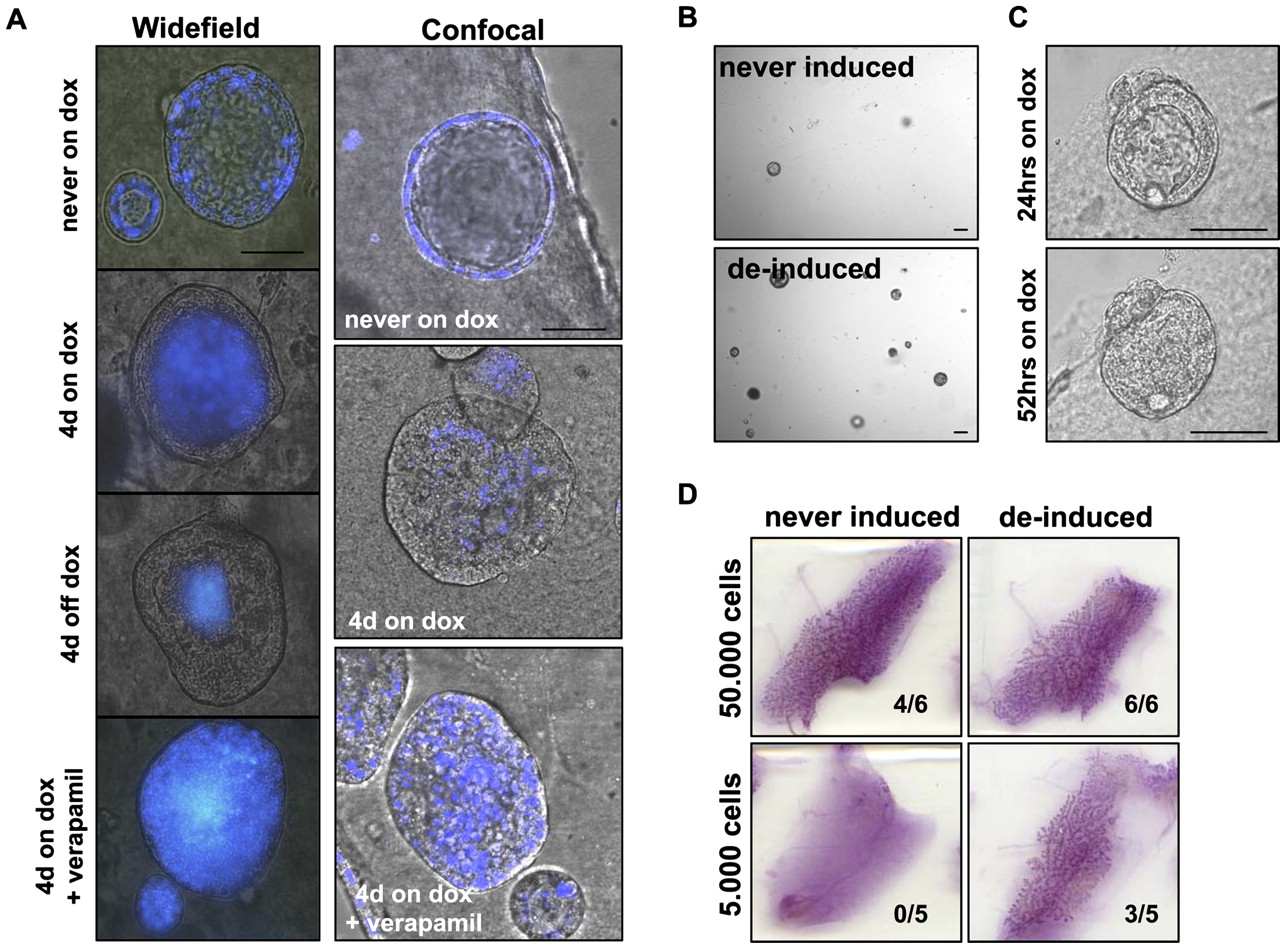 A
Widefield
Confocal
never on dox
4d on dox
4d off dox
4d on dox
+ verapamil
never on dox
4d on dox
4d on dox
+ verapamil
B
never induced
de-induced
C
24hrs on dox
52hrs on dox
D
never induced
de-induced
50.000 cells
4/6
6/6
5.000 cells
0/5
3/5